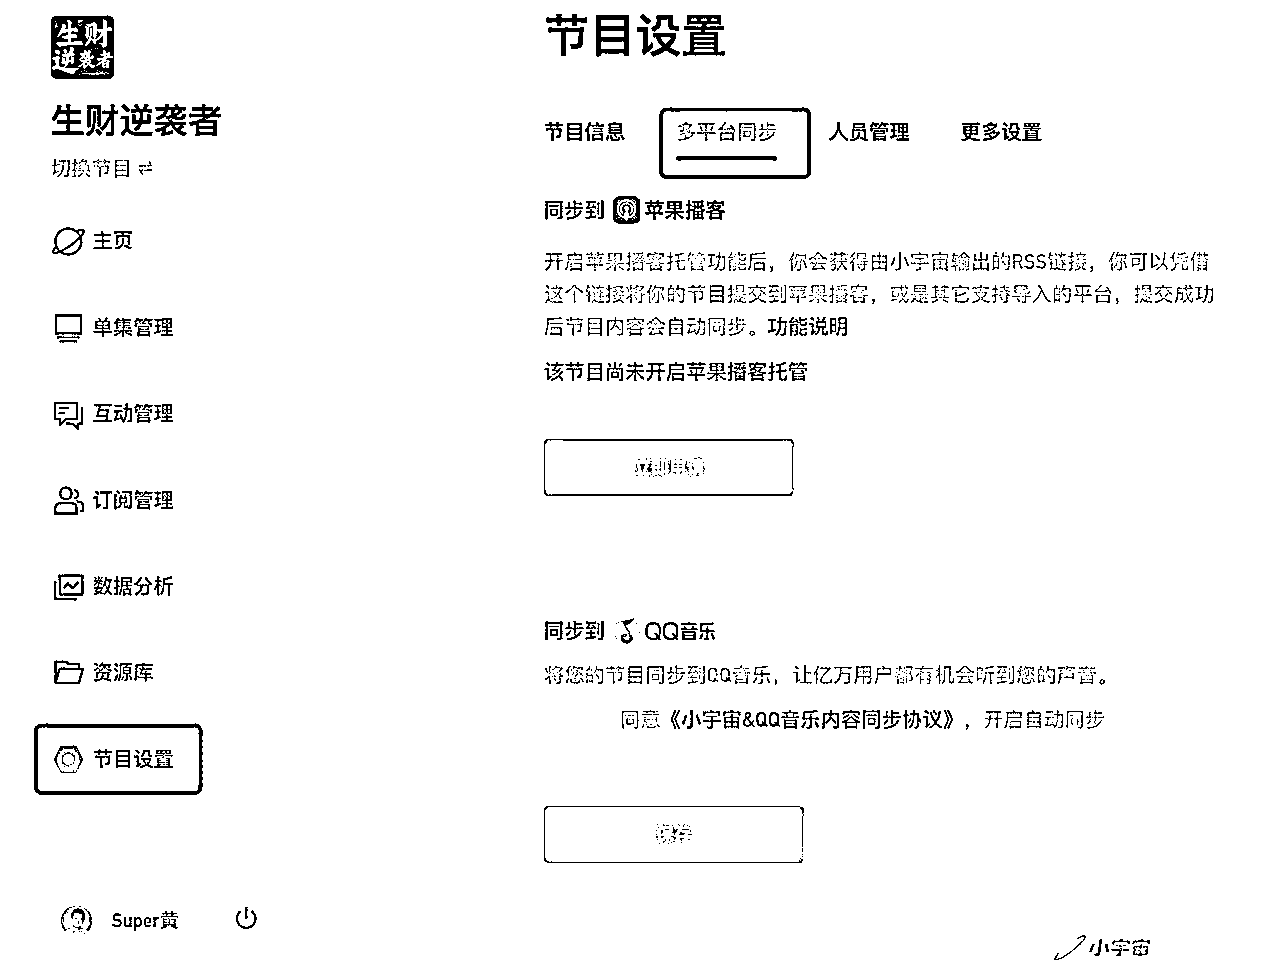 生财
逆袭者
生财逆袭者
切换节目 ⇌
主页
单集管理
互动管理
订阅管理
数据分析
资源库
节目设置
Super黄
节目设置
节目信息 多平台同步 人员管理 更多设置
同步到 苹果播客
开启苹果播客托管功能后，你会获得由小宇宙输出的RSS链接，你可以凭借
这个链接将你的节目提交到苹果播客，或是其它支持导入的平台，提交成功
后节目内容会自动同步。功能说明
该节目尚未开启苹果播客托管
立即申请
同步到 QQ音乐
将您的节目同步到QQ音乐，让亿万用户都有机会听到您的声音。
同意《小宇宙&QQ音乐内容同步协议》，开启自动同步
保存
小宇宙